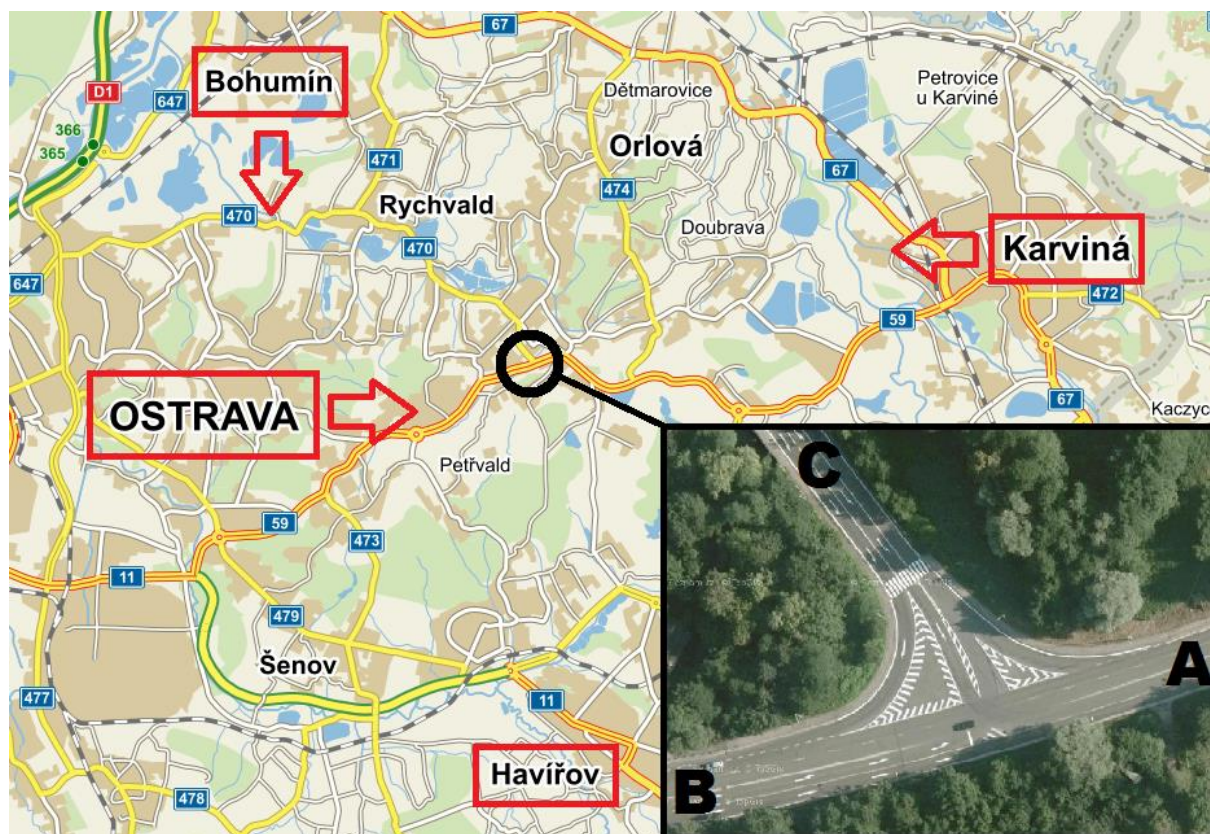 67
Bohumín
D1
647
Petrovice
u Karviné
Dětmarovice
366
365
471
Orlová
67
474
Rychvald
470
Doubrava
470
Karviná
647
472
59
OSTRAVA
67
Kaczyc
Petřvald
C
59
473
11
479
A
Šenov
477
11
Havířov
B
478